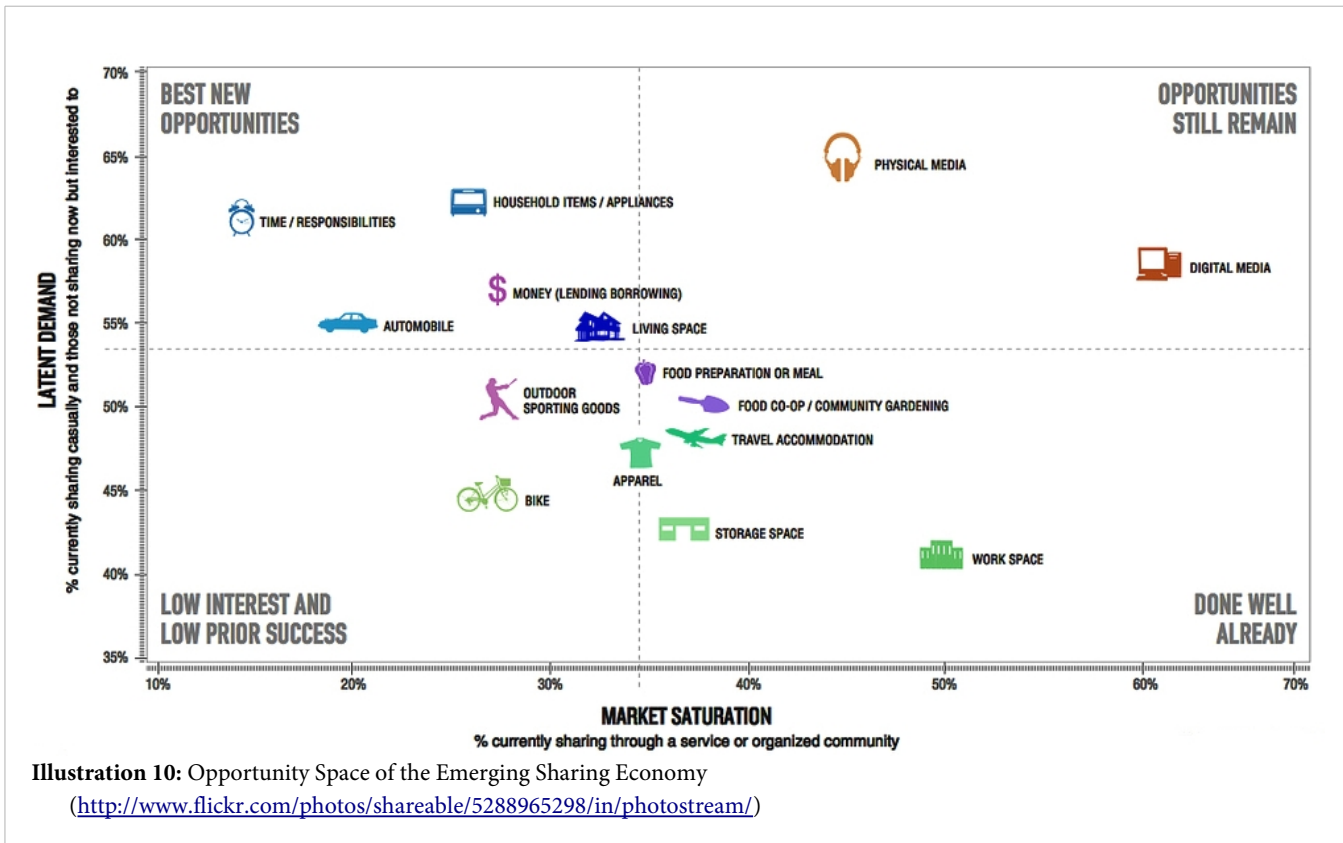 70%
BEST NEW
OPPORTUNITIES
OPPORTUNITIES
STILL REMAIN
65%
PHYSICAL MEDIA
HOUSEHOLD ITEMS / APPLIANCES
TIME / RESPONSIBILITIES
60%
DIGITAL MEDIA
$
MONEY (LENDING BORROWING)
55%
AUTOMOBILE
LIVING SPACE
LATENT DEMAND
% currently sharing casually and those not sharing now but interested to
FOOD PREPARATION OR MEAL
50%
OUTDOOR
SPORTING GOODS
FOOD CO-OP / COMMUNITY GARDENING
TRAVEL ACCOMMODATION
APPAREL
45%
BIKE
STORAGE SPACE
WORK SPACE
40%
LOW INTEREST AND
LOW PRIOR SUCCESS
DONE WELL
ALREADY
35%
10%
20%
30%
40%
50%
60%
70%
MARKET SATURATION
% currently sharing through a service or organized community
Illustration 10: Opportunity Space of the Emerging Sharing Economy
(http://www.flickr.com/photos/shareable/5288965298/in/photostream/)